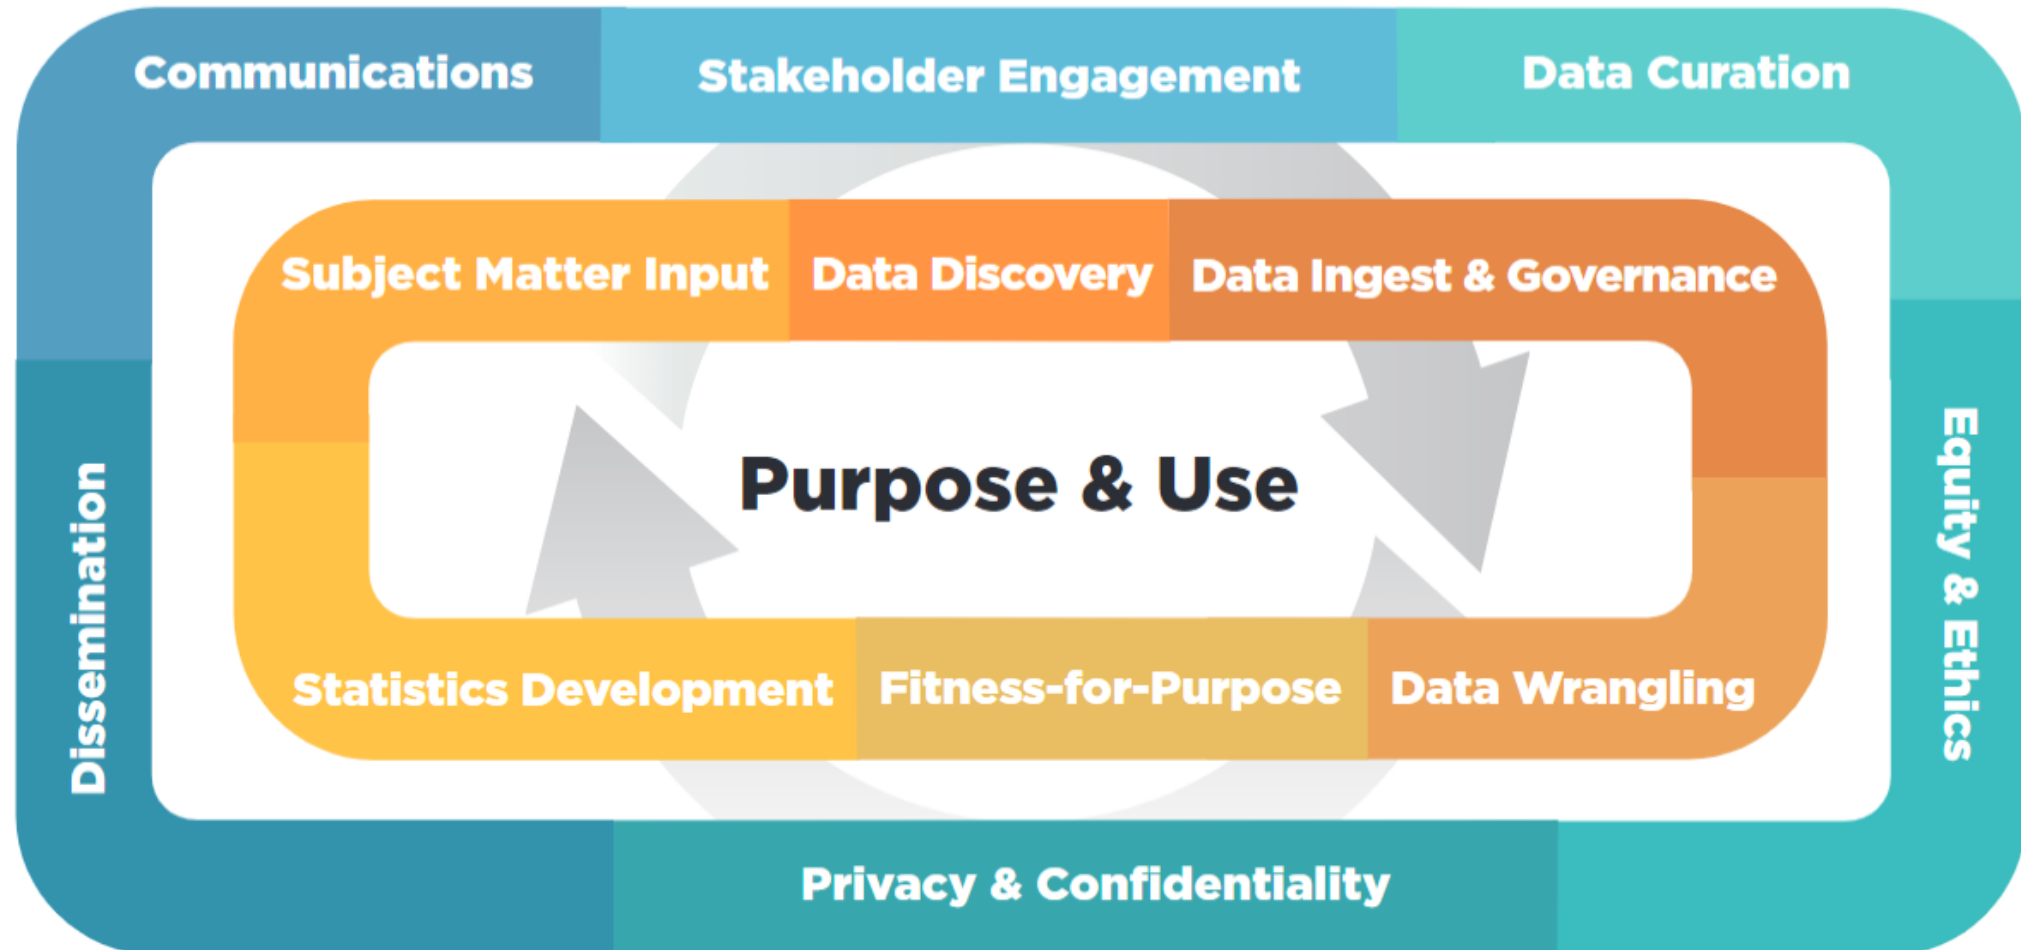 Communications
Stakeholder Engagement
Data Curation
Subject Matter Input
Data Discovery
Data Ingest & Governance
Purpose & Use
Dissemination
Equity & Ethics
Statistics Development
Fitness-for-Purpose
Data Wrangling
Privacy & Confidentiality